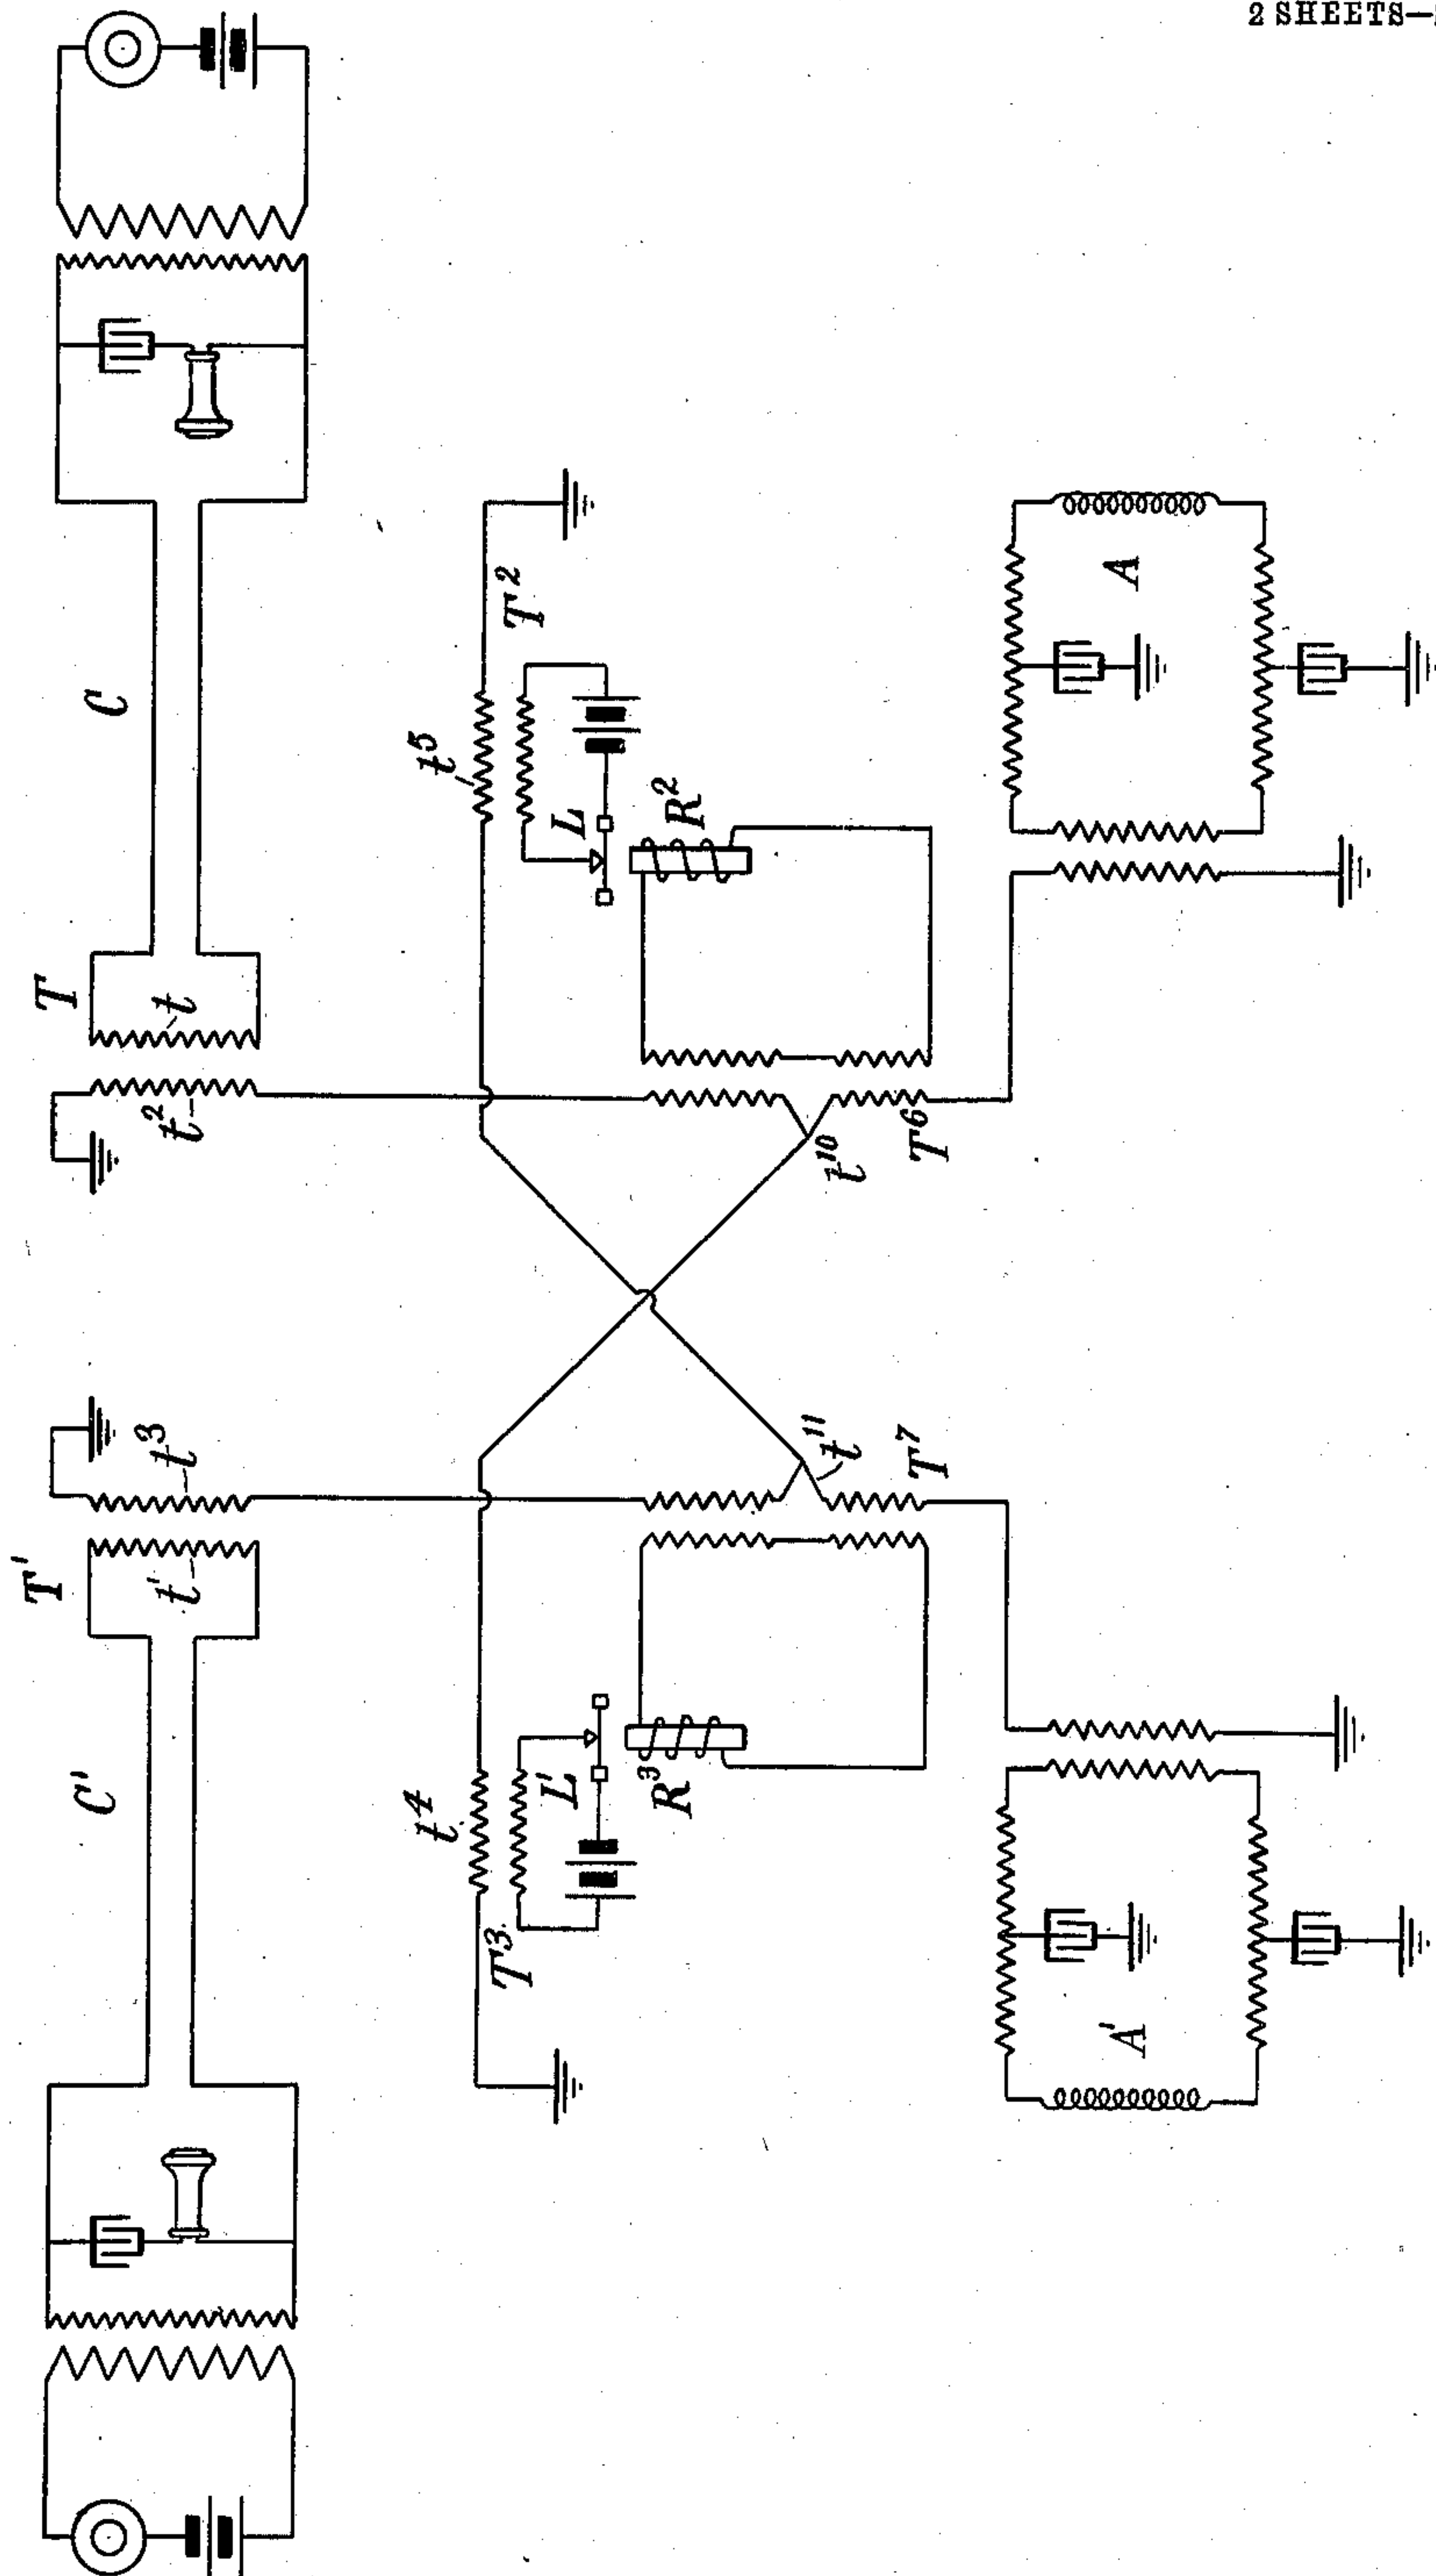 2 SHEETS—
T
t
t²
C
t⁵
T²
L
R²
t¹⁰
T⁶
A
T'
t'
t³
C'
t⁴
T³.
L'
R³
t¹¹
T⁷
A'